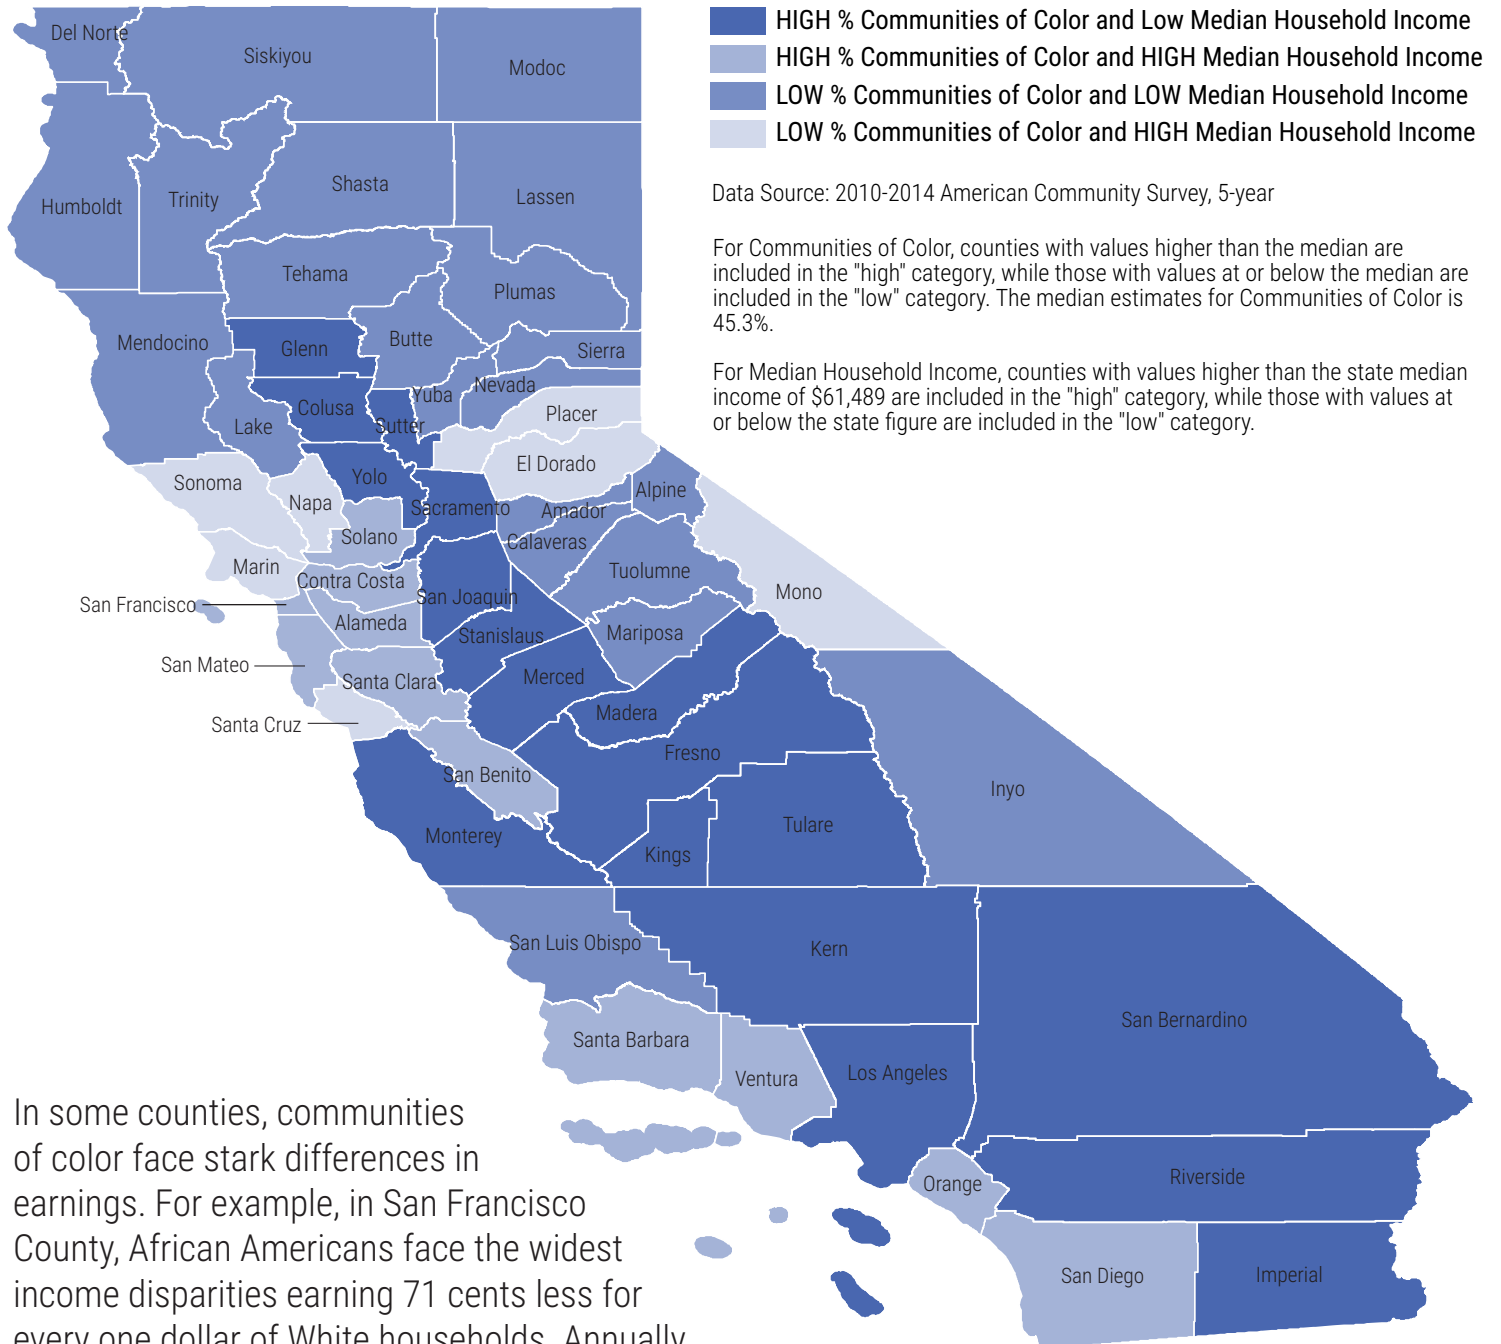 HIGH % Communities of Color and Low Median Household Income
HIGH % Communities of Color and HIGH Median Household Income
LOW % Communities of Color and LOW Median Household Income
LOW % Communities of Color and HIGH Median Household Income
Data Source: 2010-2014 American Community Survey, 5-year
For Communities of Color, counties with values higher than the median are
included in the "high" category, while those with values at or below the median are
included in the "low" category. The median estimates for Communities of Color is
45.3%.
For Median Household Income, counties with values higher than the state median
income of $61,489 are included in the "high" category, while those with values at
or below the state figure are included in the "low" category.
Del Norte
Siskiyou
Modoc
Humboldt
Trinity
Shasta
Lassen
Tehama
Plumas
Mendocino
Glenn
Butte
Sierra
Lake
Colusa
Sutter
Yuba
Nevada
Placer
El Dorado
Sonoma
Napa
Yolo
Sacramento
Amador
Alpine
Solano
Calaveras
Marin
Contra Costa
San Joaquin
Tuolumne
Mono
San Francisco
Alameda
Stanislaus
Mariposa
San Mateo
Santa Clara
Merced
Madera
Santa Cruz
Fresno
San Benito
Inyo
Monterey
Kings
Tulare
San Luis Obispo
Kern
San Bernardino
Santa Barbara
Ventura
Los Angeles
Orange
Riverside
San Diego
Imperial
In some counties, communities
of color face stark differences in
earnings. For example, in San Francisco
County, African Americans face the widest
income disparities earning 71 cents less for
every one dollar of White households. Annually